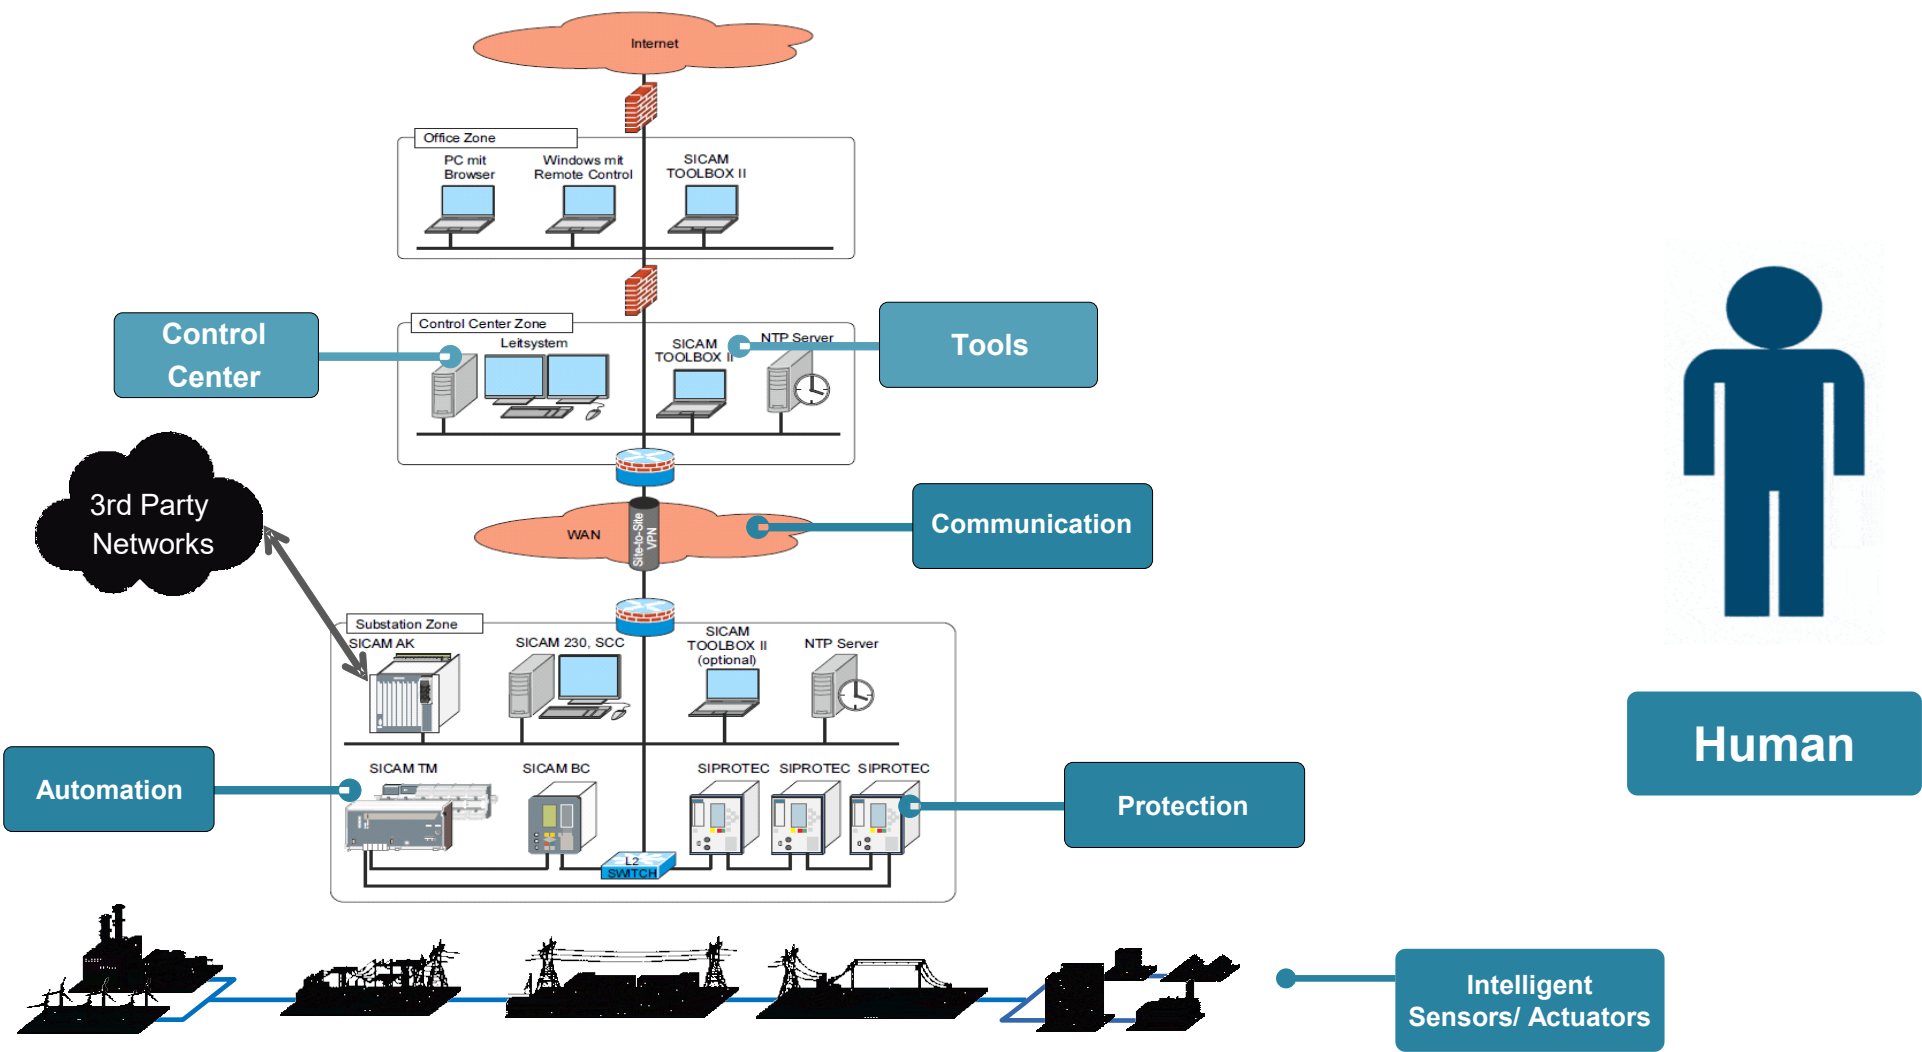 Internet
Office Zone
PC mit
Browser
Windows mit
Remote Control
SICAM
TOOLBOX II
Control
Center
Control Center Zone
Leitsystem
SICAM
TOOLBOX II
NTP Server
Tools
3rd Party
Networks
WAN
Site-to-Site
VPN
Communication
Substation Zone
SICAM AK
SICAM 230, SCC
SICAM
TOOLBOX II
(optional)
NTP Server
Human
Automation
SICAM TM
SICAM BC
SIPROTEC
SIPROTEC
SIPROTEC
Protection
L2
SWITCH
Intelligent
Sensors/ Actuators